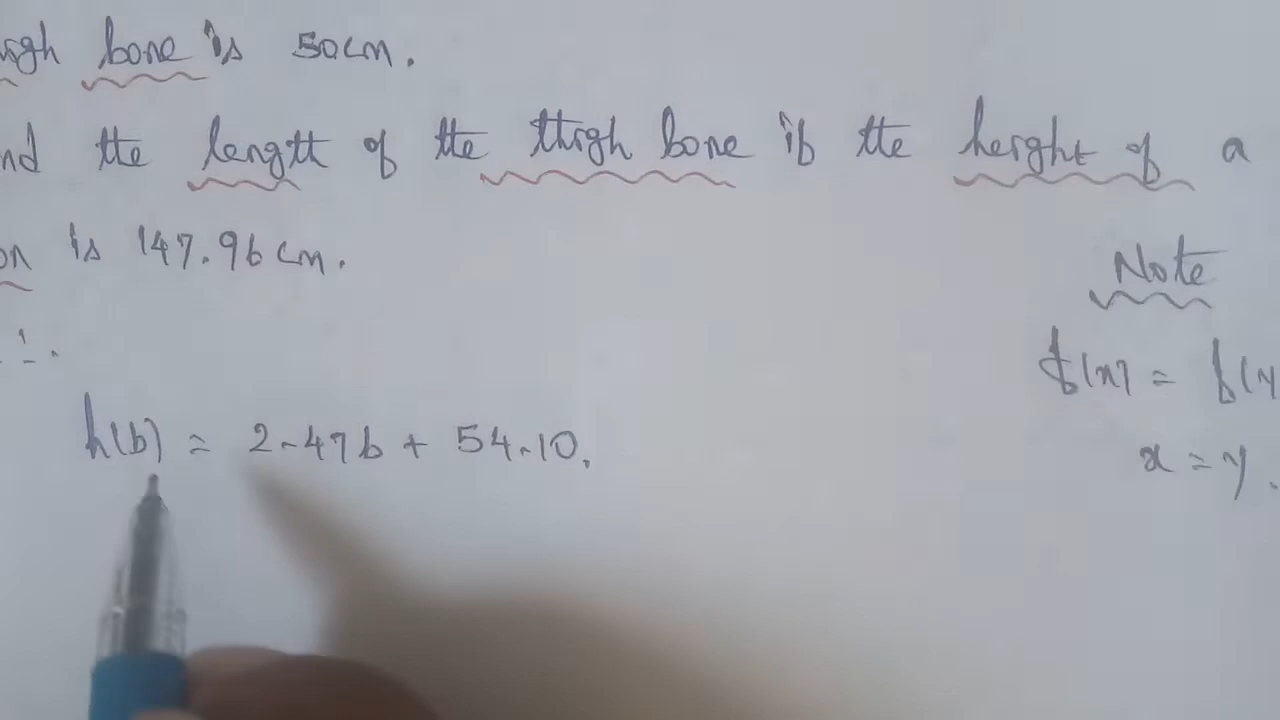 bone is 50cm.
the length of the thigh bone if the height of a
is 147.96 cm.
Note
f(x) = f(y
h(b) = 2.47b + 54.10.
x = y.